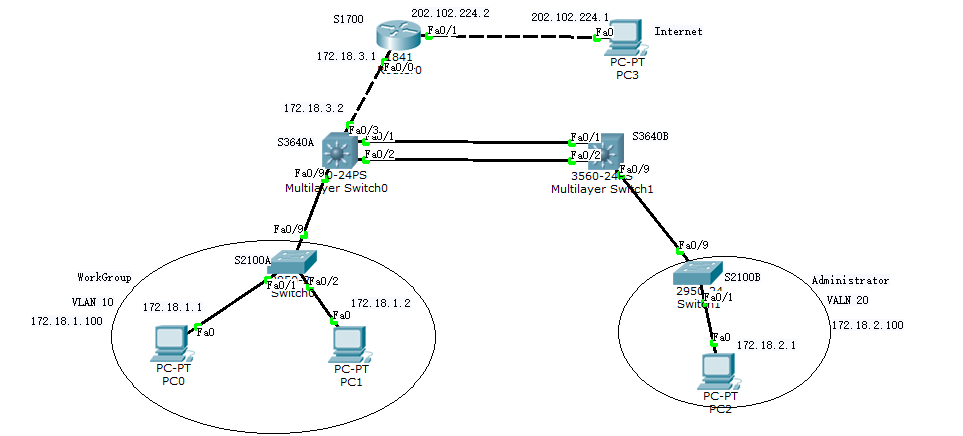 202.102.224.2
S1700
202.102.224.1
Fa0/1
Fa0
Internet
172.18.3.1
1841
Fa0/0
PC-PT
PC3
172.18.3.2
Fa0/3
S3640A
Fa0/1
Fa0/1
S3640B
Fa0/2
Fa0/2
Fa0/9
Multilayer Switch0
Fa0/9
Multilayer Switch1
Fa0/9
Fa0/9
S2100A
WorkGroup
Fa0/1
Fa0/2
S2100B
Administrator
VLAN 10
172.18.1.1
172.18.1.2
Fa0/1
VALN 20
172.18.1.100
Fa0
Fa0
172.18.2.100
Fa0
172.18.2.1
PC-PT
PC0
PC-PT
PC1
PC-PT
PC2